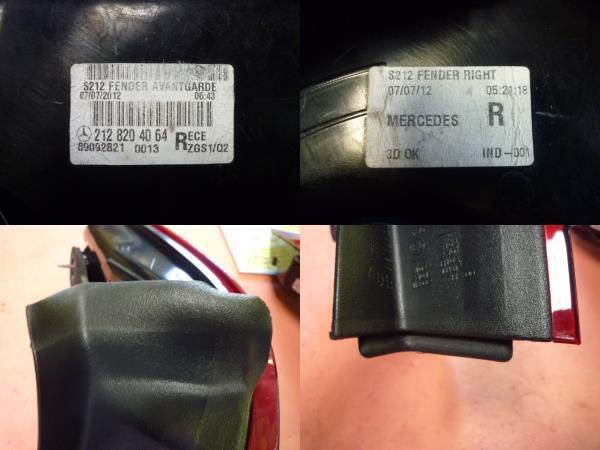 S212 FENDER AVANTGARDE
07/07/2012 06:43
212 820 40 64 R ECE
89092821 0013 ZGS1/02
S212 FENDER RIGHT
07/07/12 05:21:18
MERCEDES R
3D OK IND-001